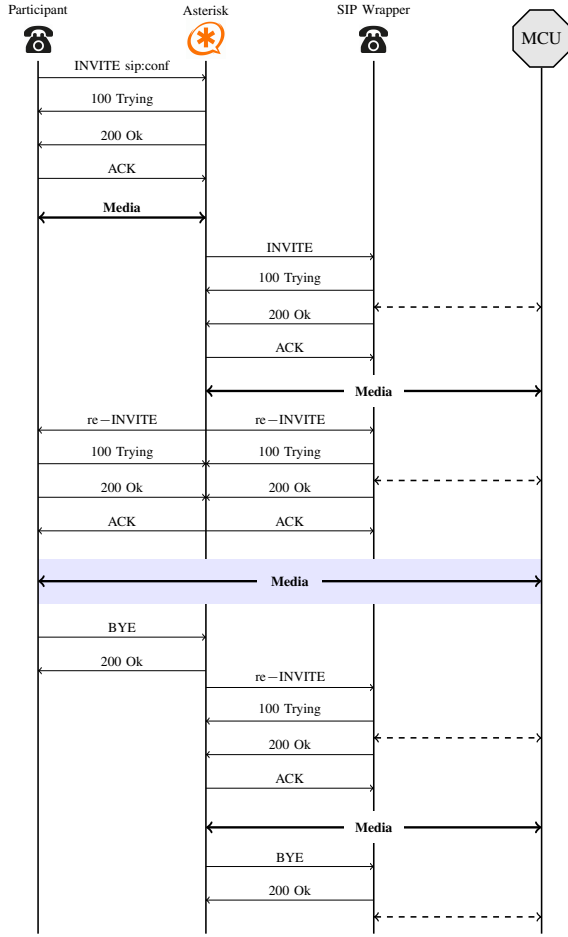 Participant Asterisk SIP Wrapper
MCU
INVITE sip:conf
100 Trying
200 Ok
ACK
Media
INVITE
100 Trying
200 Ok
ACK
Media
re−INVITE re−INVITE
100 Trying 100 Trying
200 Ok 200 Ok
ACK ACK
Media
BYE
200 Ok
re−INVITE
100 Trying
200 Ok
ACK
Media
BYE
200 Ok